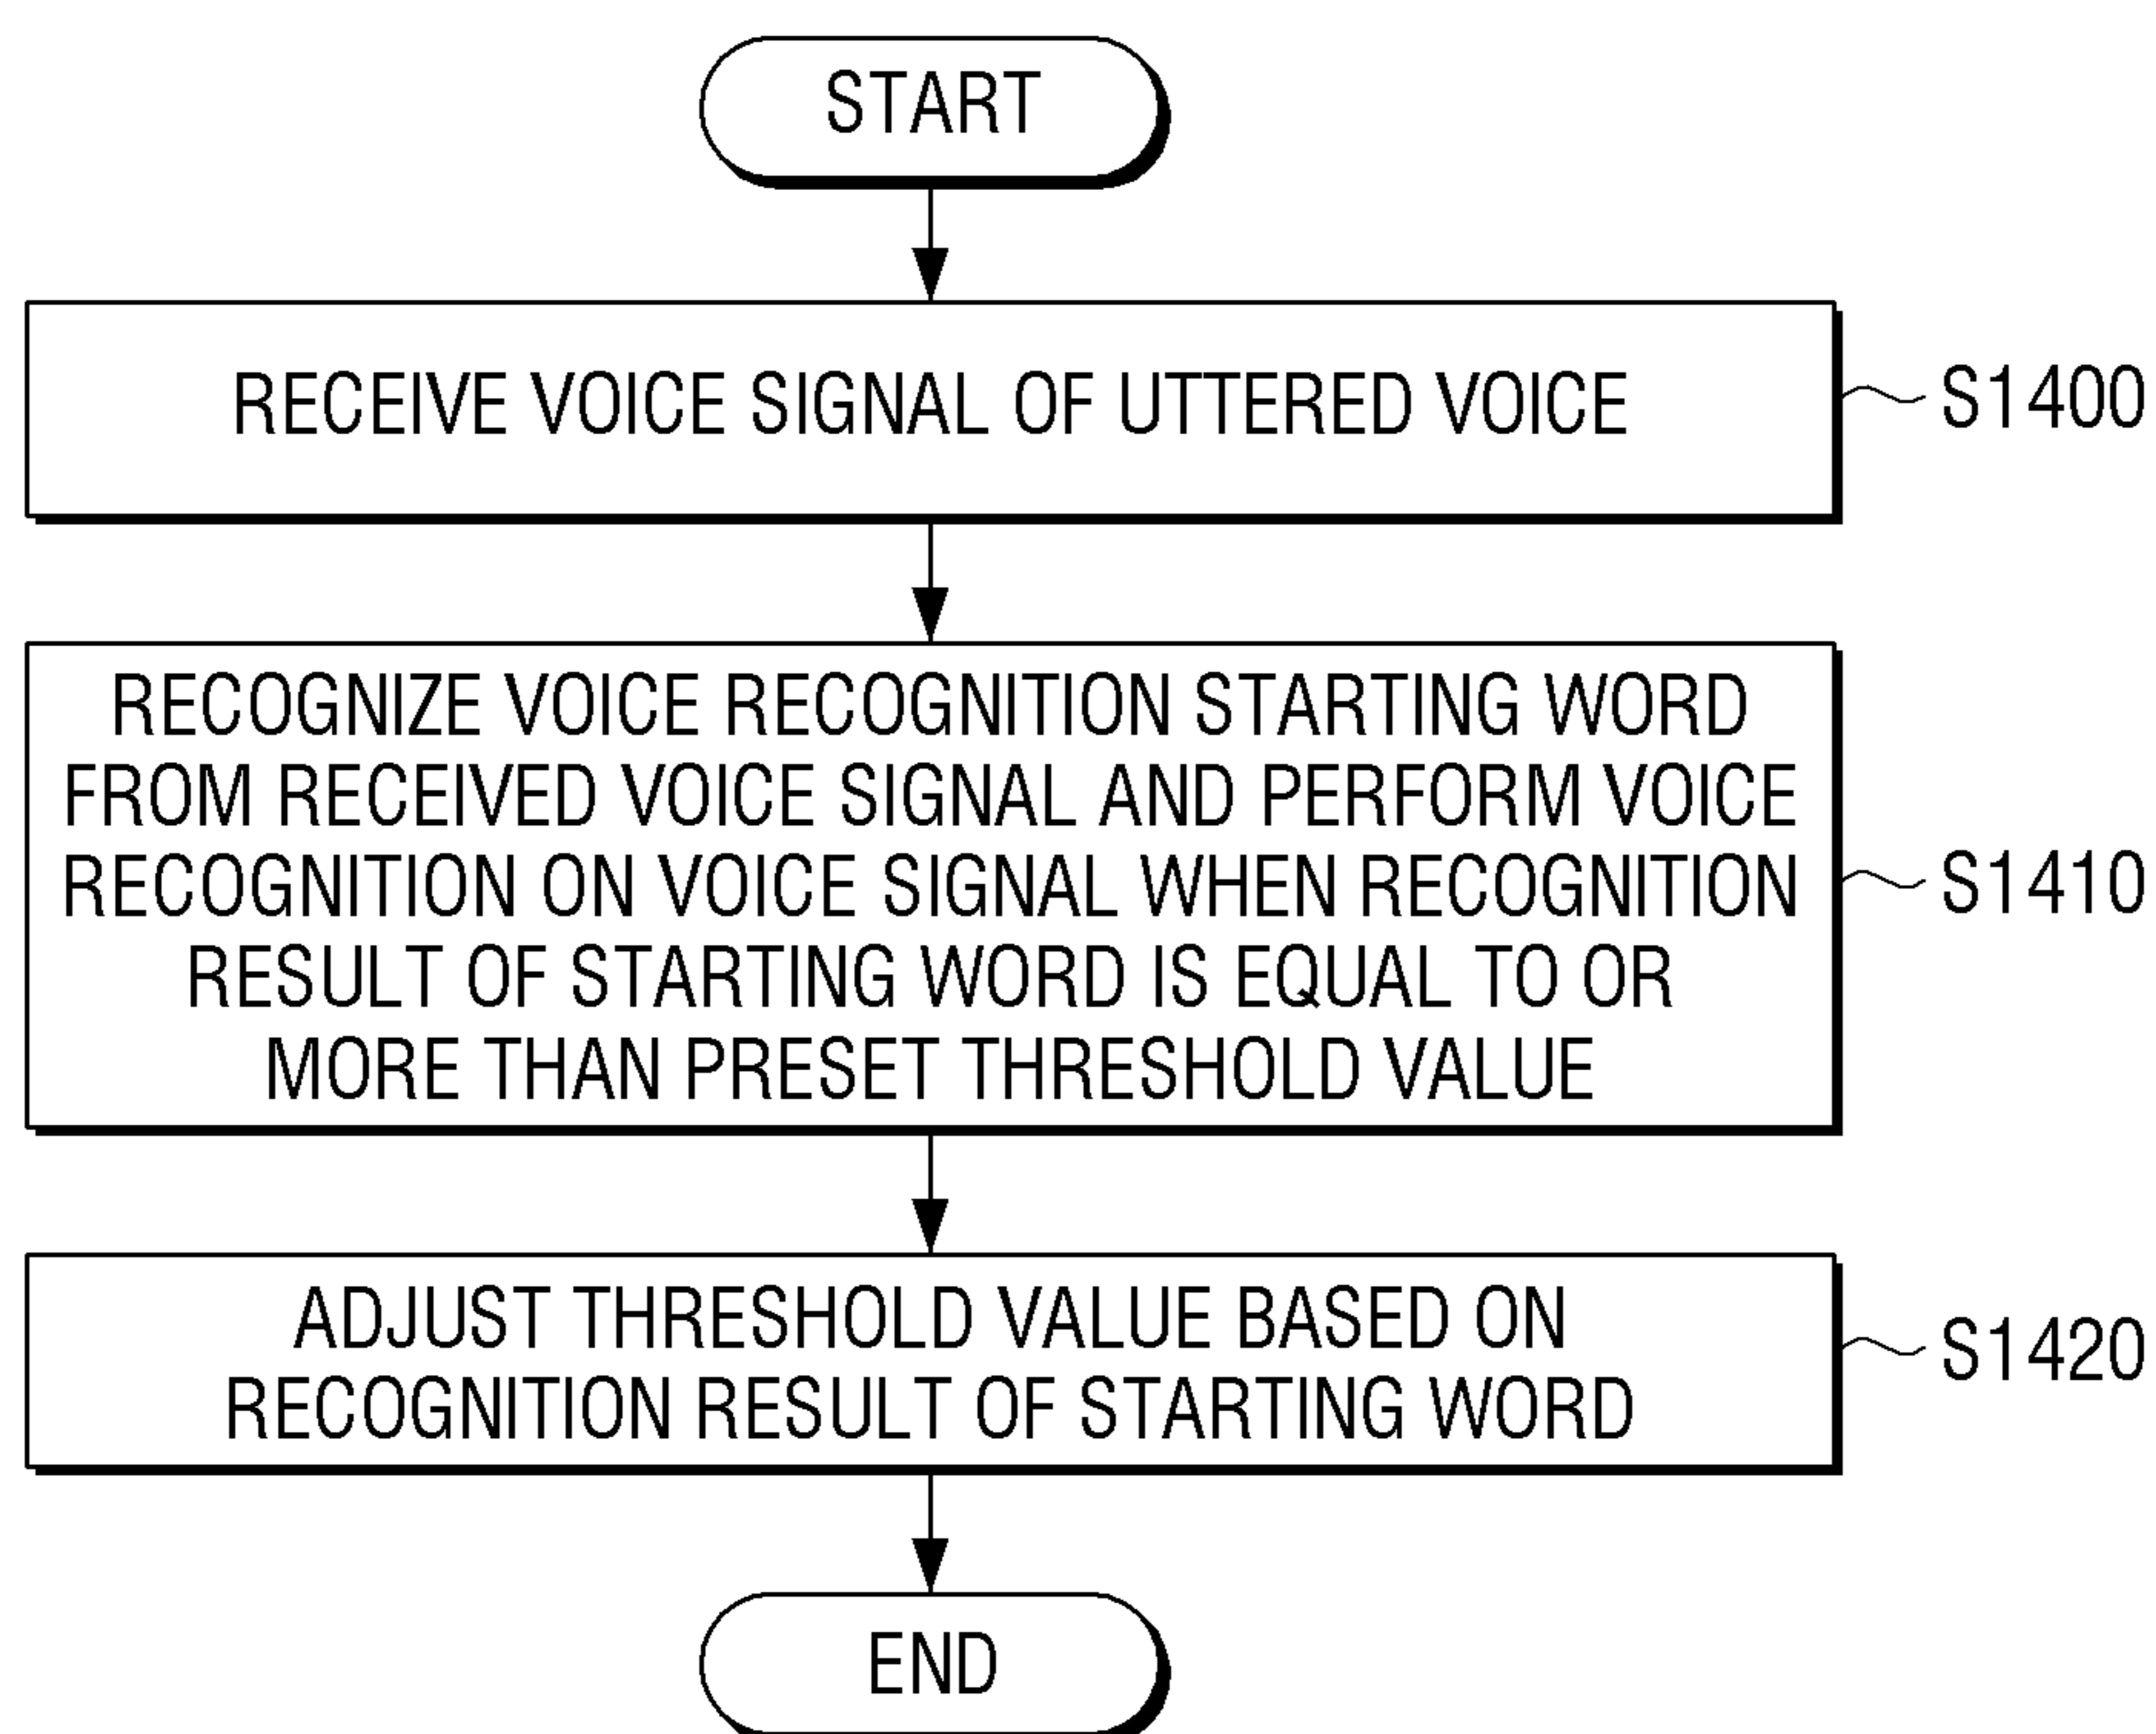 START
RECEIVE VOICE SIGNAL OF UTTERED VOICE
S1400
RECOGNIZE VOICE RECOGNITION STARTING WORD
FROM RECEIVED VOICE SIGNAL AND PERFORM VOICE
RECOGNITION ON VOICE SIGNAL WHEN RECOGNITION
RESULT OF STARTING WORD IS EQUAL TO OR
MORE THAN PRESET THRESHOLD VALUE
S1410
ADJUST THRESHOLD VALUE BASED ON
RECOGNITION RESULT OF STARTING WORD
S1420
END